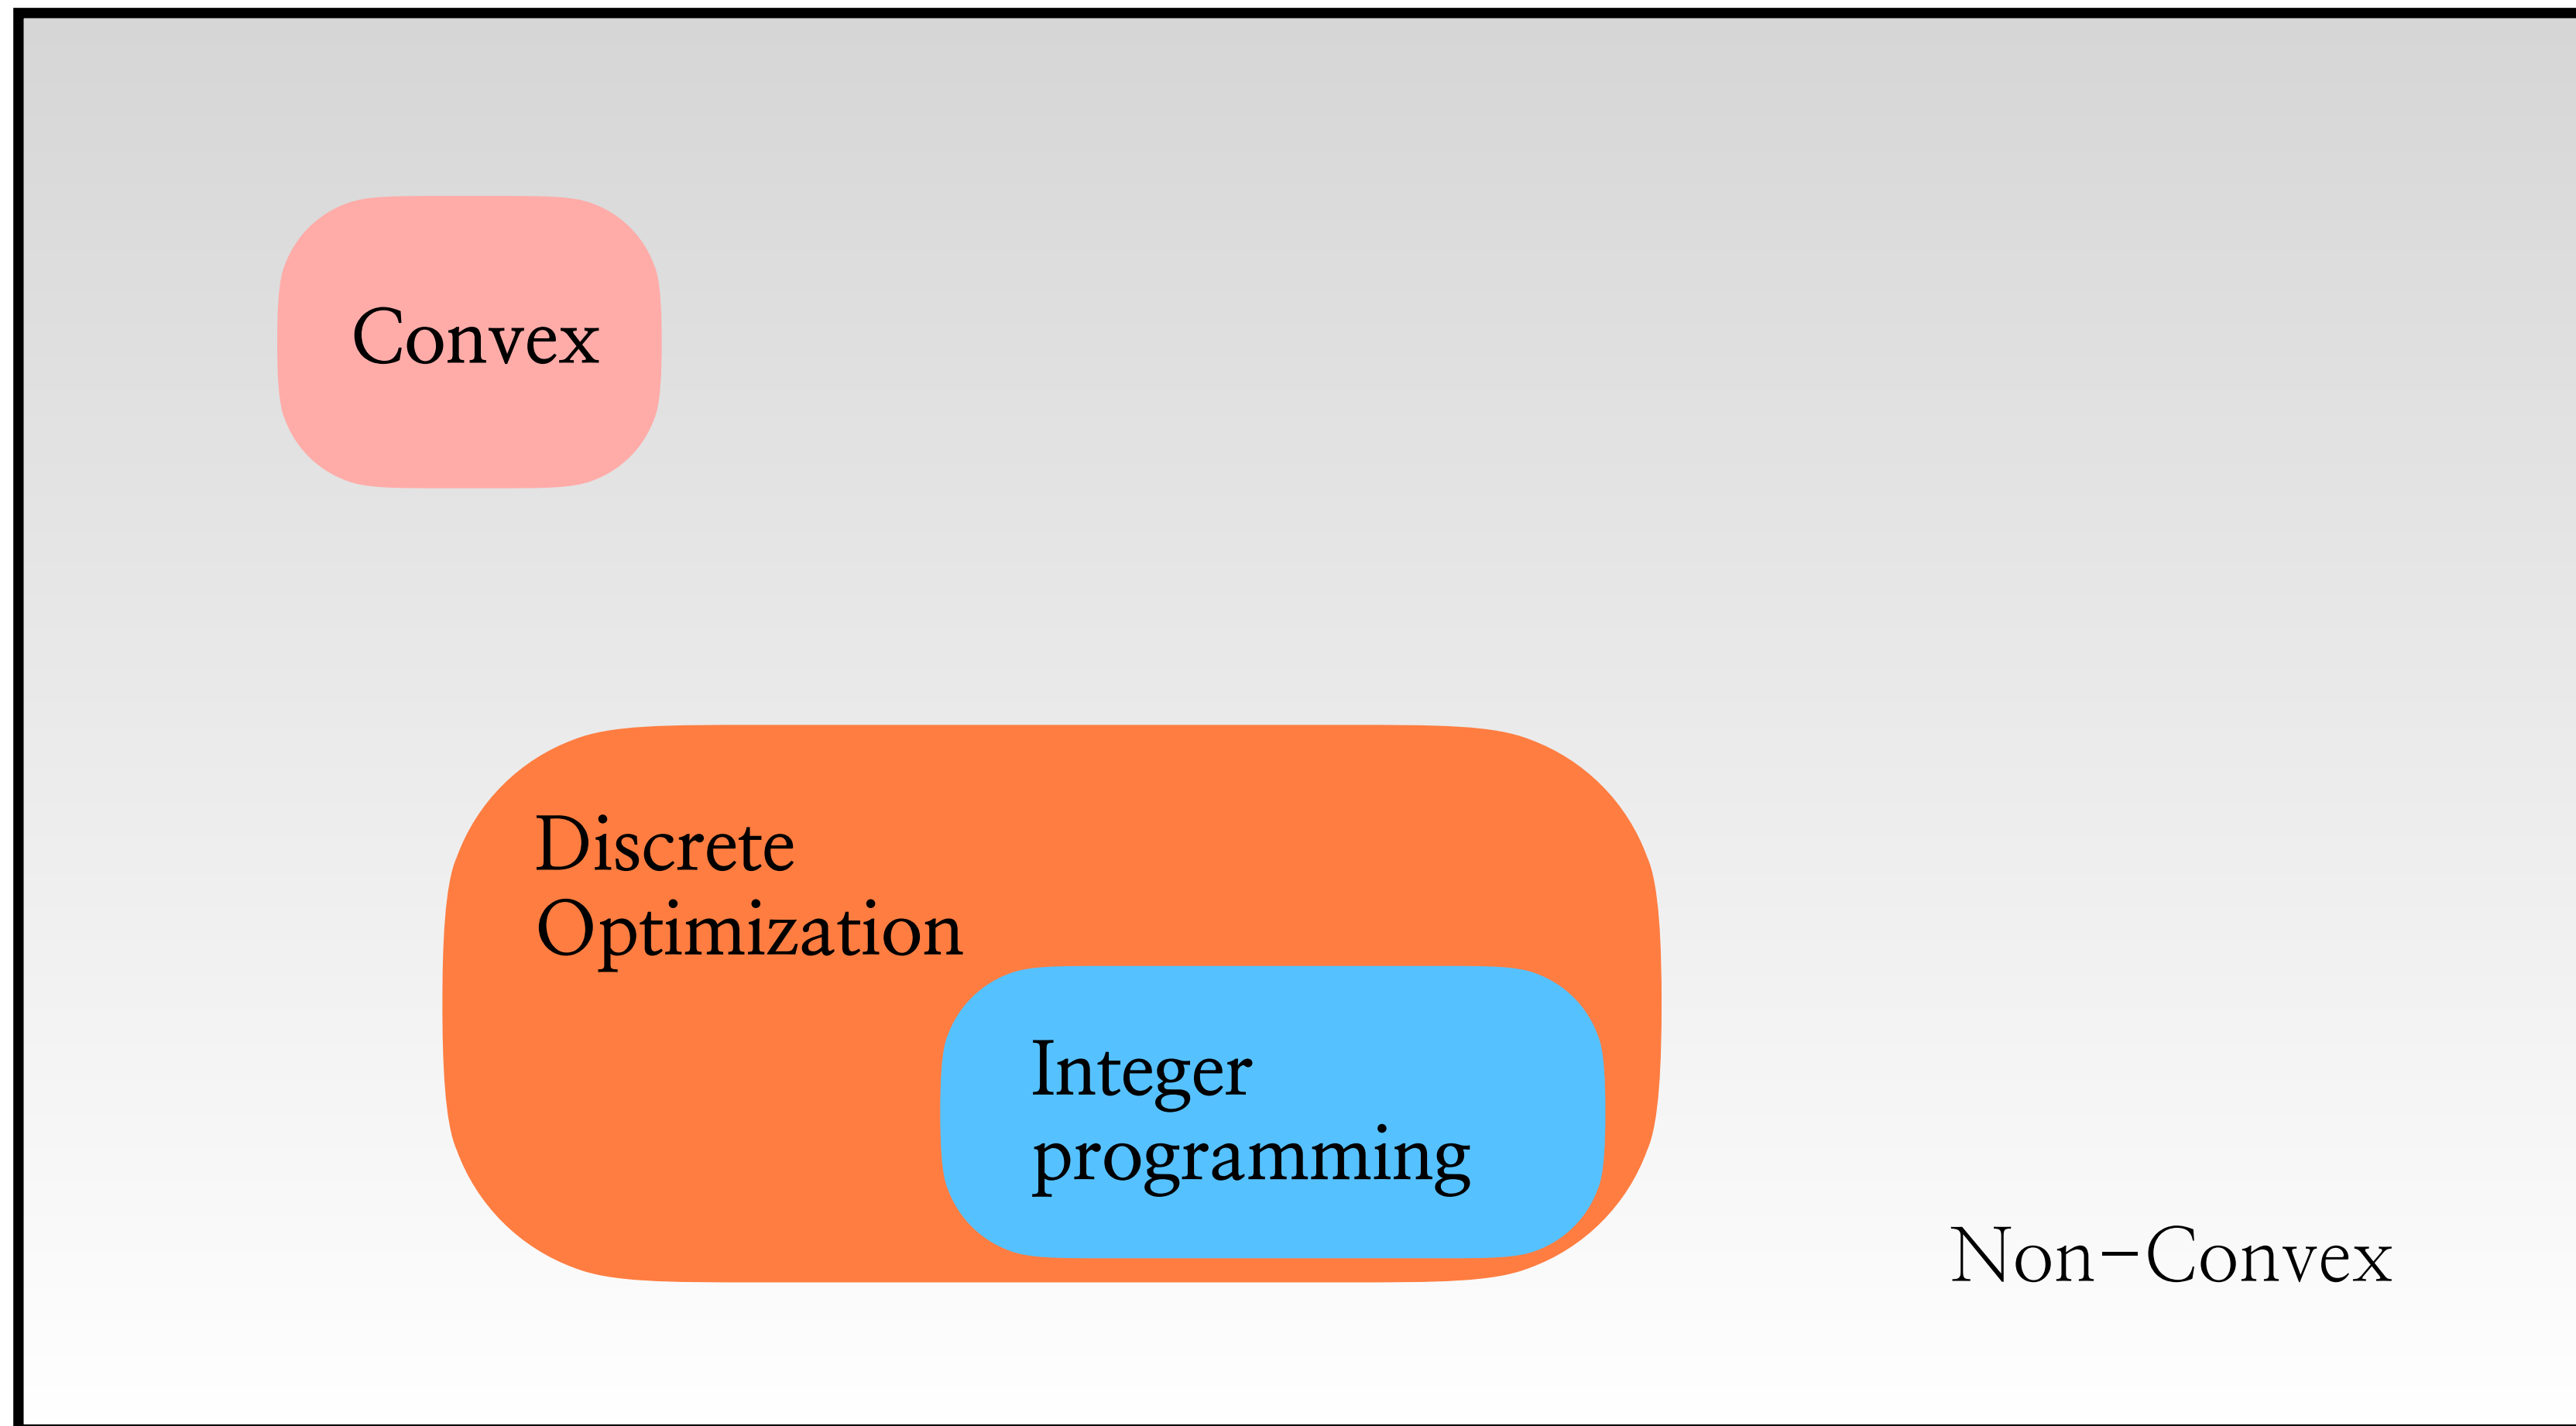 Convex
Discrete
Optimization
Integer
programming
Non-Convex